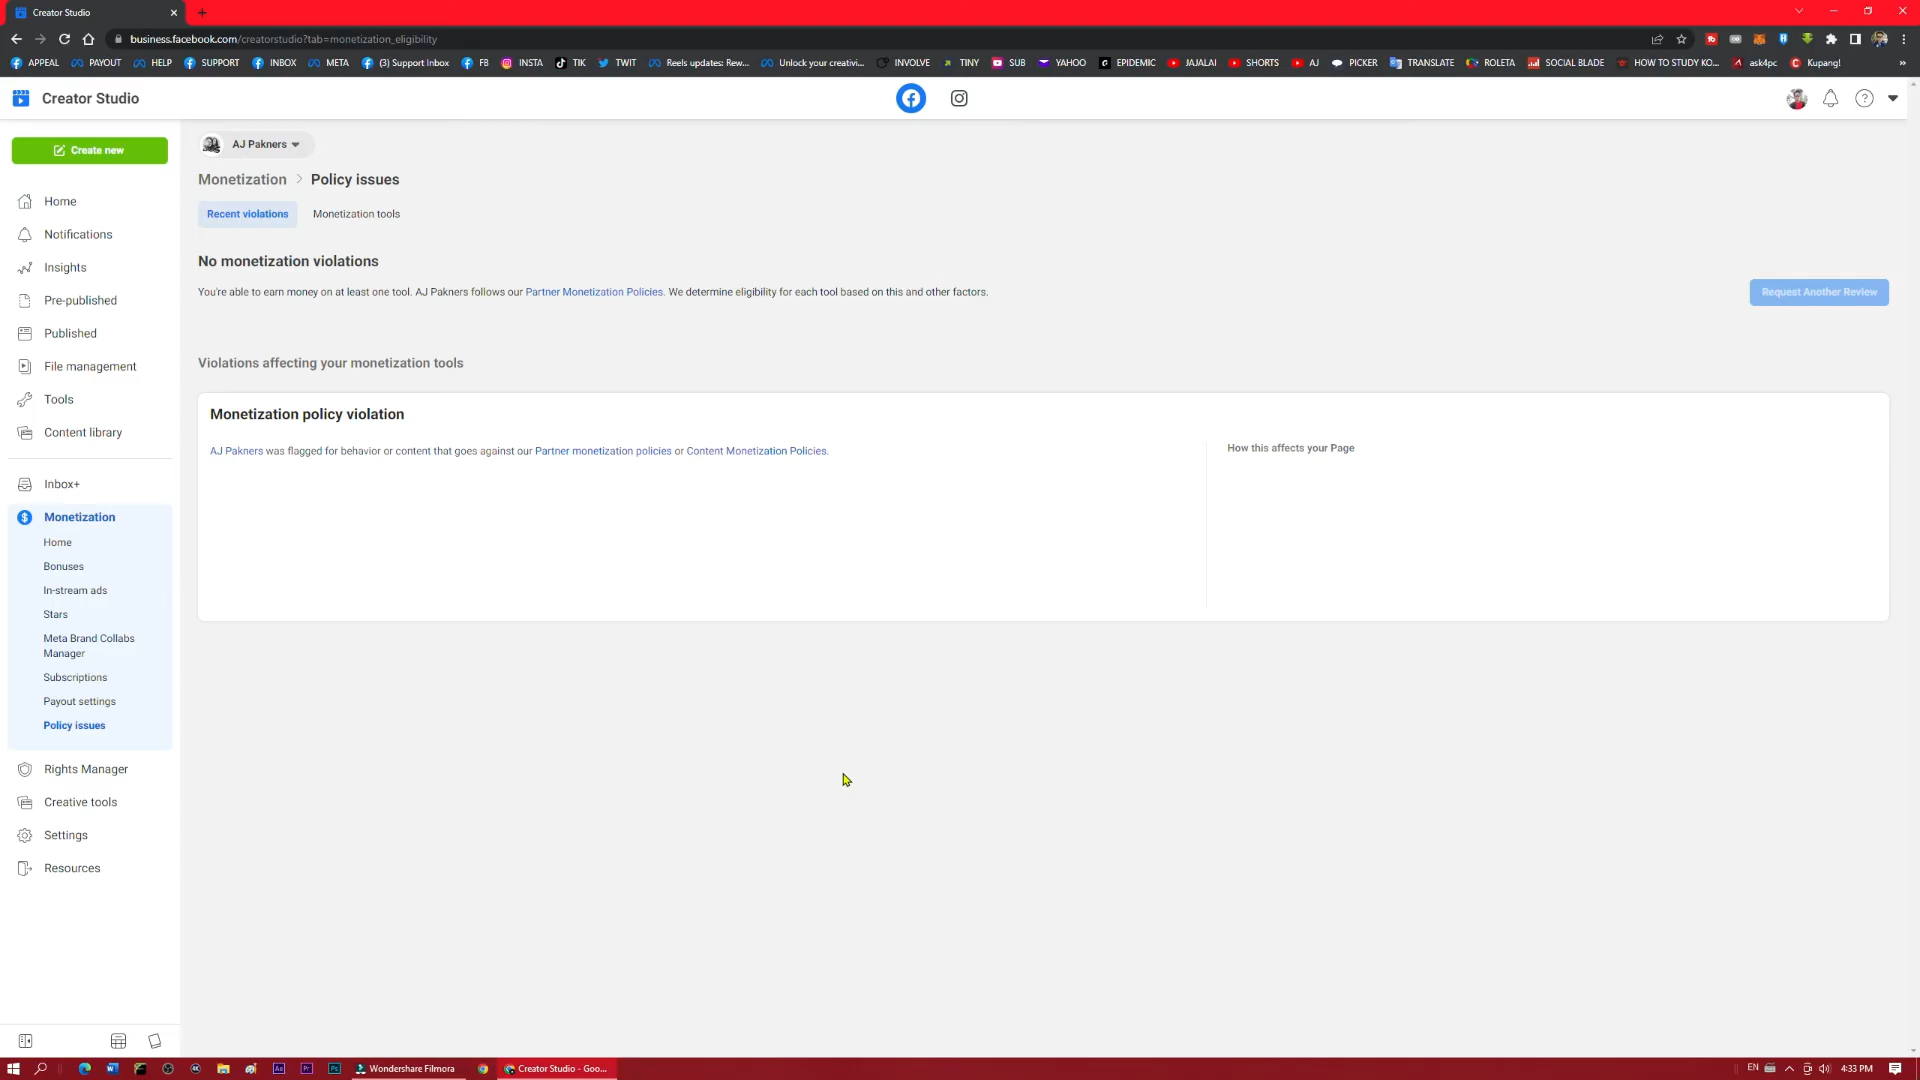 Creator Studio
business.facebook.com/creatorstudio?tab=monetization_eligibility
APPEAL PAYOUT HELP SUPPORT INBOX META (3) Support Inbox FB INSTA TIK TWIT Reels updates: Rew... Unlock your creativi... INVOLVE TINY SUB YAHOO EPIDEMIC JAJALAI SHORTS AJ PICKER TRANSLATE ROLETA SOCIAL BLADE HOW TO STUDY KO... ask4pc Kupang! »
Creator Studio
Create new
Home
Notifications
Insights
Pre-published
Published
File management
Tools
Content library
Inbox+
Monetization
Home
Bonuses
In-stream ads
Stars
Meta Brand Collabs
Manager
Subscriptions
Payout settings
Policy issues
Rights Manager
Creative tools
Settings
Resources
AJ Pakners
Monetization > Policy issues
Recent violations Monetization tools
No monetization violations
You're able to earn money on at least one tool. AJ Pakners follows our Partner Monetization Policies. We determine eligibility for each tool based on this and other factors.
Request Another Review
Violations affecting your monetization tools
Monetization policy violation
AJ Pakners was flagged for behavior or content that goes against our Partner monetization policies or Content Monetization Policies.
How this affects your Page
Wondershare Filmora Creator Studio - Goo... EN 4:33 PM